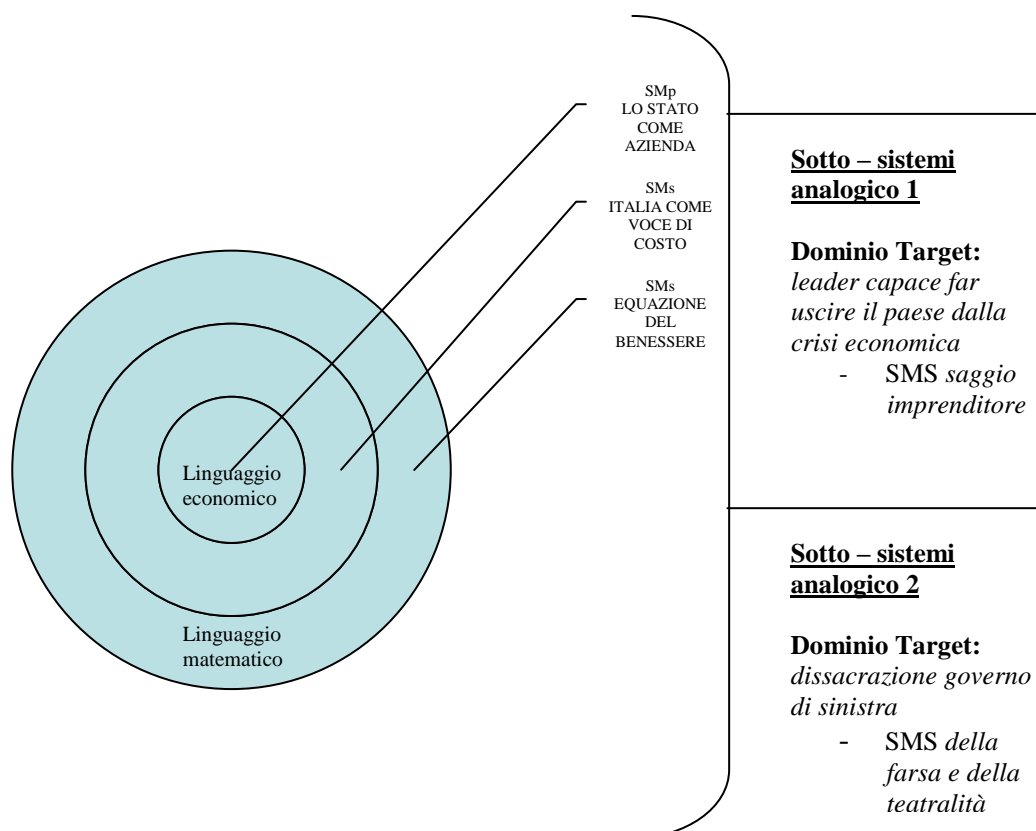 SMp
LO STATO
COME
AZIENDA
SMs
ITALIA COME
VOCE DI
COSTO
SMs
EQUAZIONE
DEL
BENESSERE
Linguaggio
economico
Linguaggio
matematico
Sotto – sistemi
analogico 1
Dominio Target:
leader capace far
uscire il paese dalla
crisi economica
- SMS saggio
imprenditore
Sotto – sistemi
analogico 2
Dominio Target:
dissacrazione governo
di sinistra
- SMS della
farsa e della
teatralità